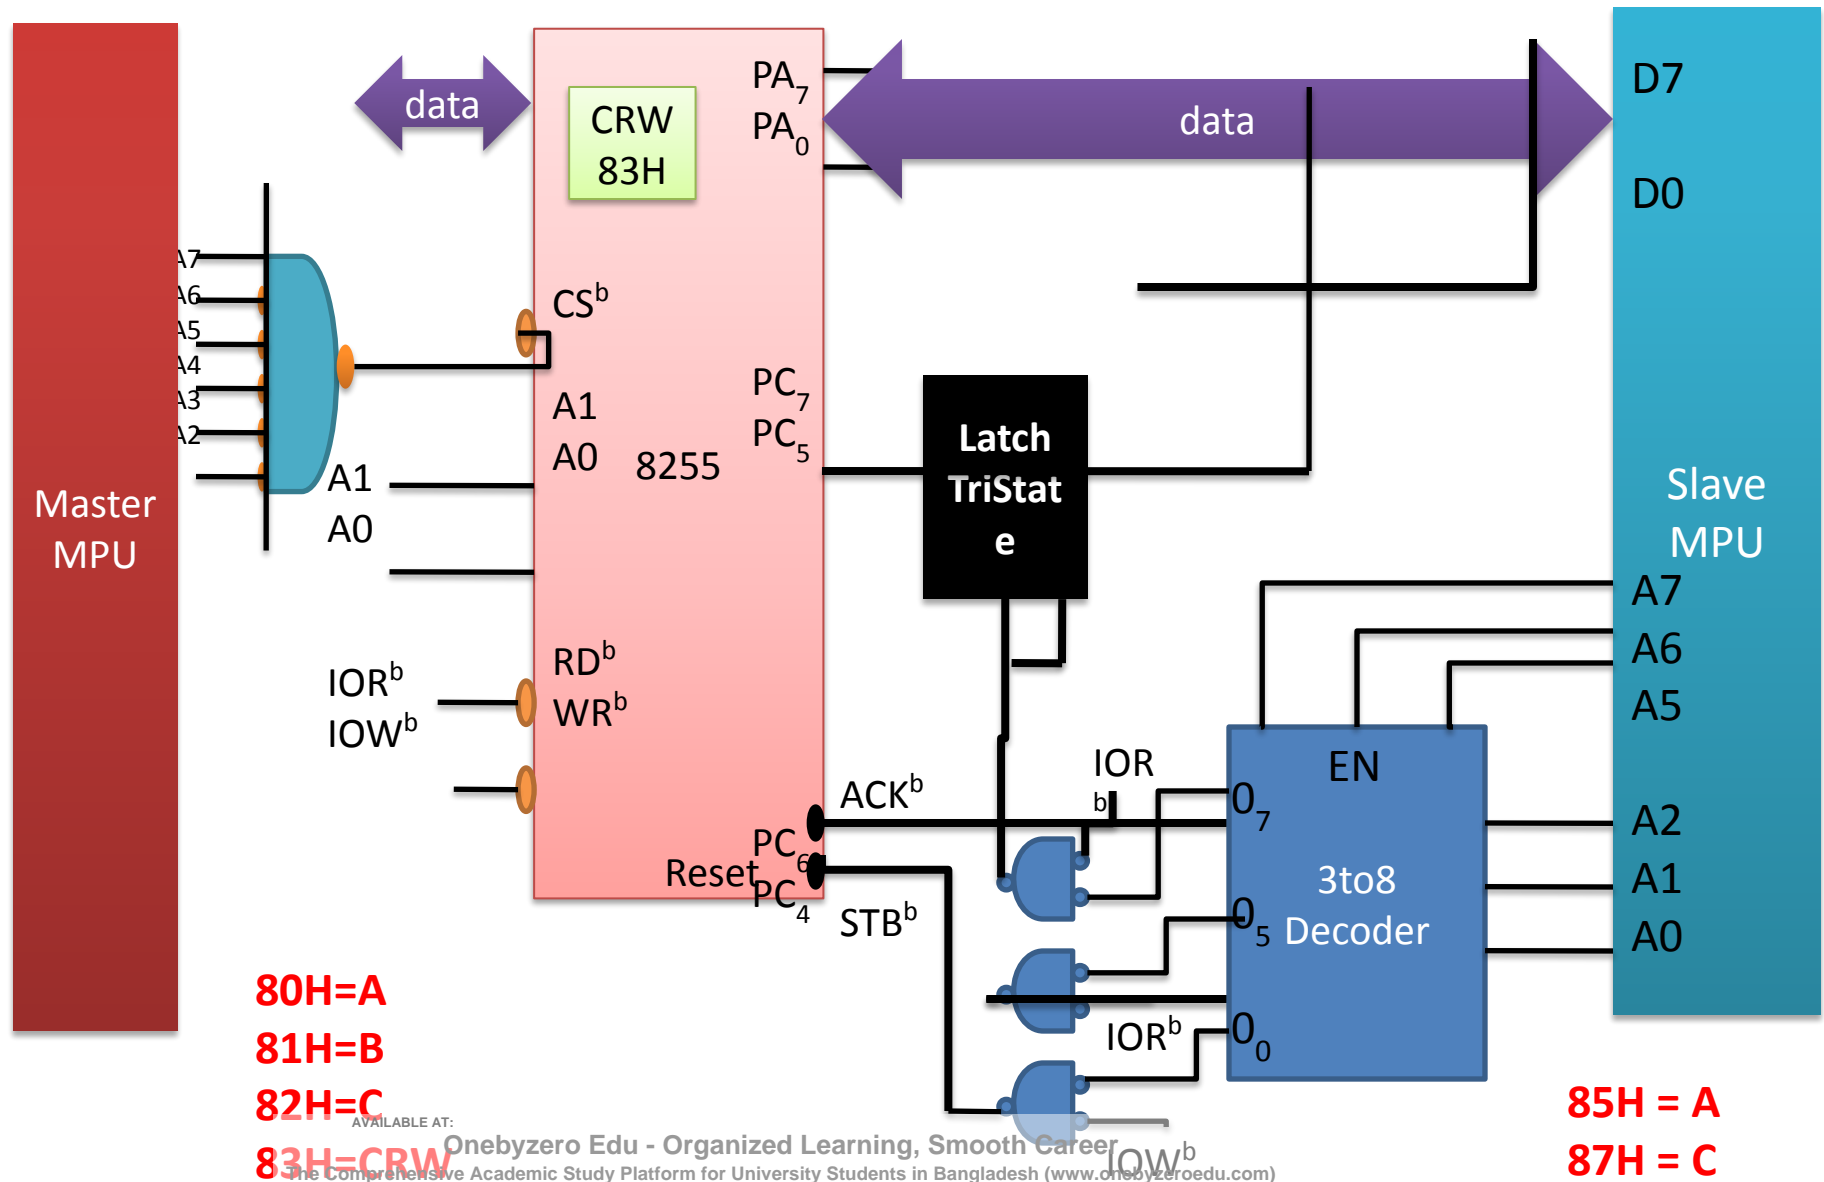 Master
MPU
data
CRW
83H
PA7
PA0
data
D7
D0
A7
A6
A5
A4
A3
A2
CSb
A1
A0
8255
PC7
PC5
A1
A0
Latch
TriStat
e
Slave
MPU
A7
A6
A5
IORb
IOWb
RDb
WRb
ACKb
IOR
b
EN
O7
PC6
Reset
PC4
STBb
O5
3to8
Decoder
A2
A1
A0
IORb
O0
80H=A
81H=B
82H=C
83H=CRW
IOWb
85H = A
87H = C
AVAILABLE AT:
Onebyzero Edu - Organized Learning, Smooth Career
The Comprehensive Academic Study Platform for University Students in Bangladesh (www.onebyzeroedu.com)